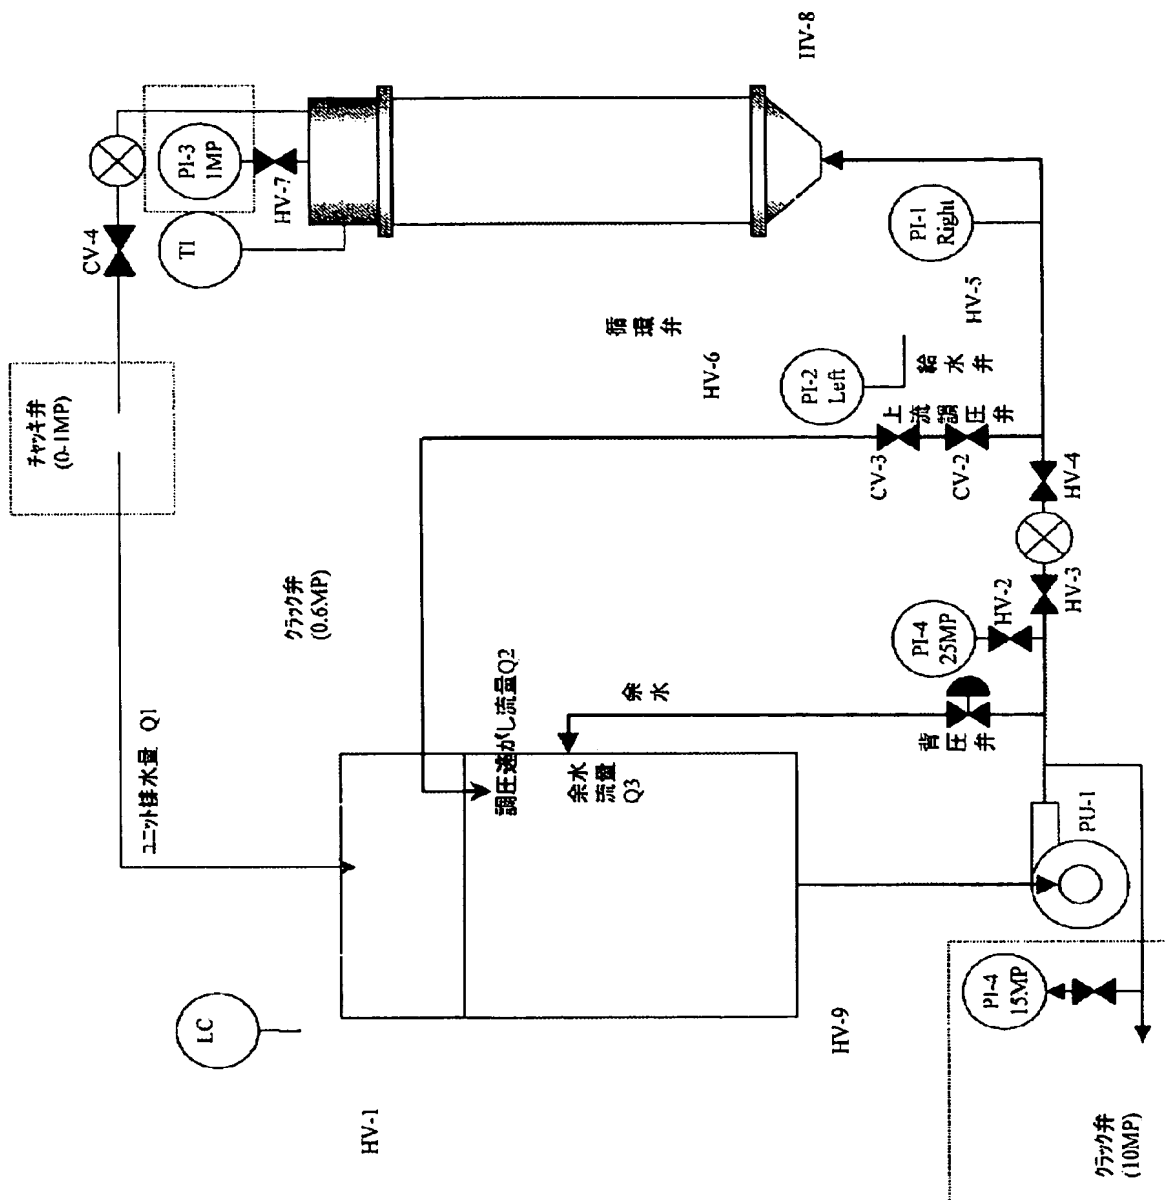 HV-8
PI-3
1MP
HV-7
CV-4
TI
PI-1
Right
HV-5
循環弁
HV-6
PI-2
Left
給水弁
チャッキ弁
(0-1MP)
上流調圧弁
CV-3
CV-2
HV-4
クラック弁
(0.6MP)
HV-3
HV-2
PI-4
25MP
調圧逃がし流量Q2
余水
余水
流量
Q3
背圧弁
ユニット排水量 Q1
PU-1
LC
PI-4
15MP
HV-9
HV-1
クラック弁
(10MP)